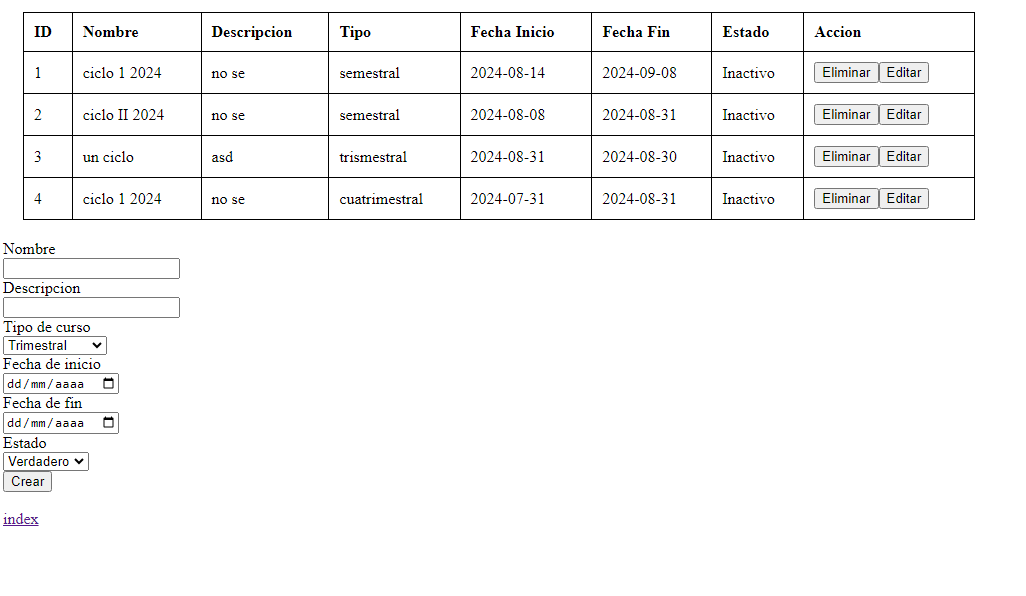 ID Nombre Descripcion Tipo Fecha Inicio Fecha Fin Estado Accion
1 ciclo 1 2024 no se semestral 2024-08-14 2024-09-08 Inactivo Eliminar Editar
2 ciclo II 2024 no se semestral 2024-08-08 2024-08-31 Inactivo Eliminar Editar
3 un ciclo asd trismestral 2024-08-31 2024-08-30 Inactivo Eliminar Editar
4 ciclo 1 2024 no se cuatrimestral 2024-07-31 2024-08-31 Inactivo Eliminar Editar
Nombre
Descripcion
Tipo de curso
Trimestral
Fecha de inicio
dd/mm/aaaa
Fecha de fin
dd/mm/aaaa
Estado
Verdadero
Crear
index